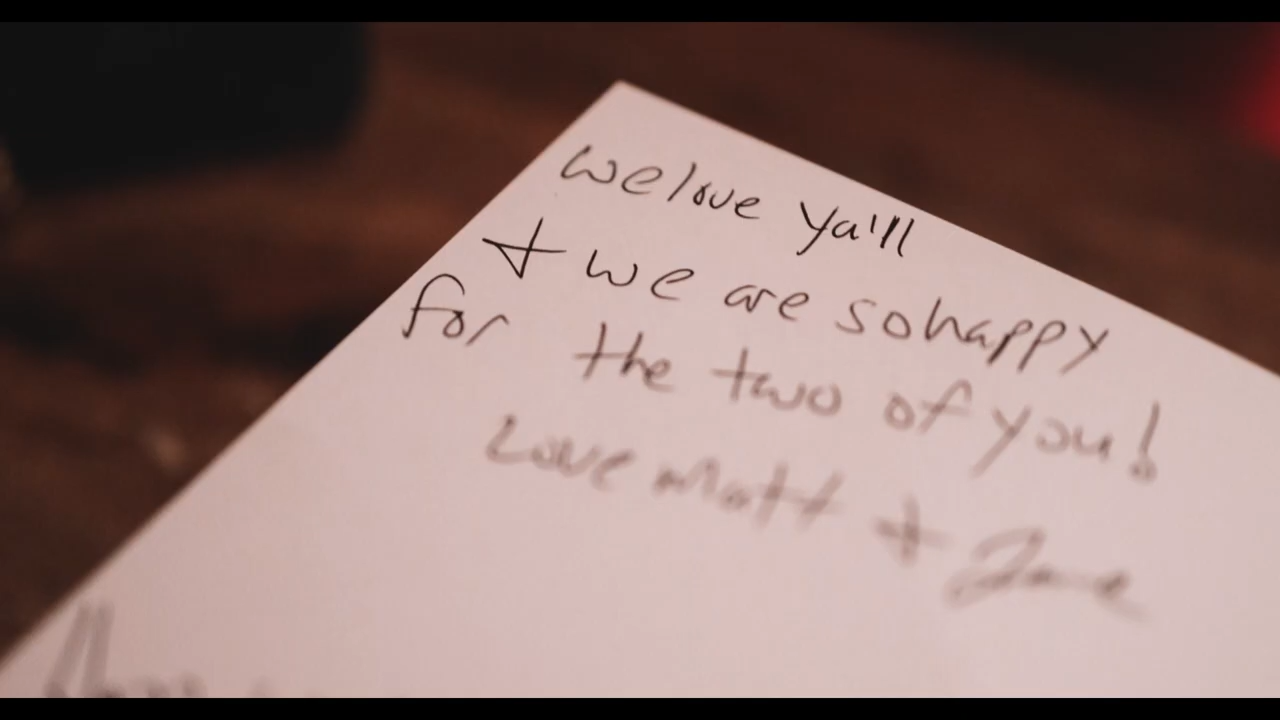 we love ya'll
+ we are so happy
for the two of you!
Love Matt +